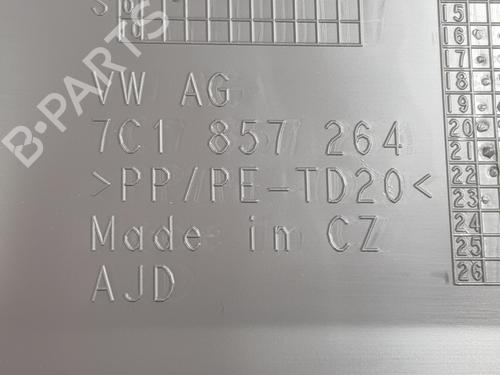 S
VW AG
7C1 857 264
>PP/PE-TD20<
Made in CZ
AJD
15
16
17
18
19
20
21
22
23
24
25
26
B-PARTS